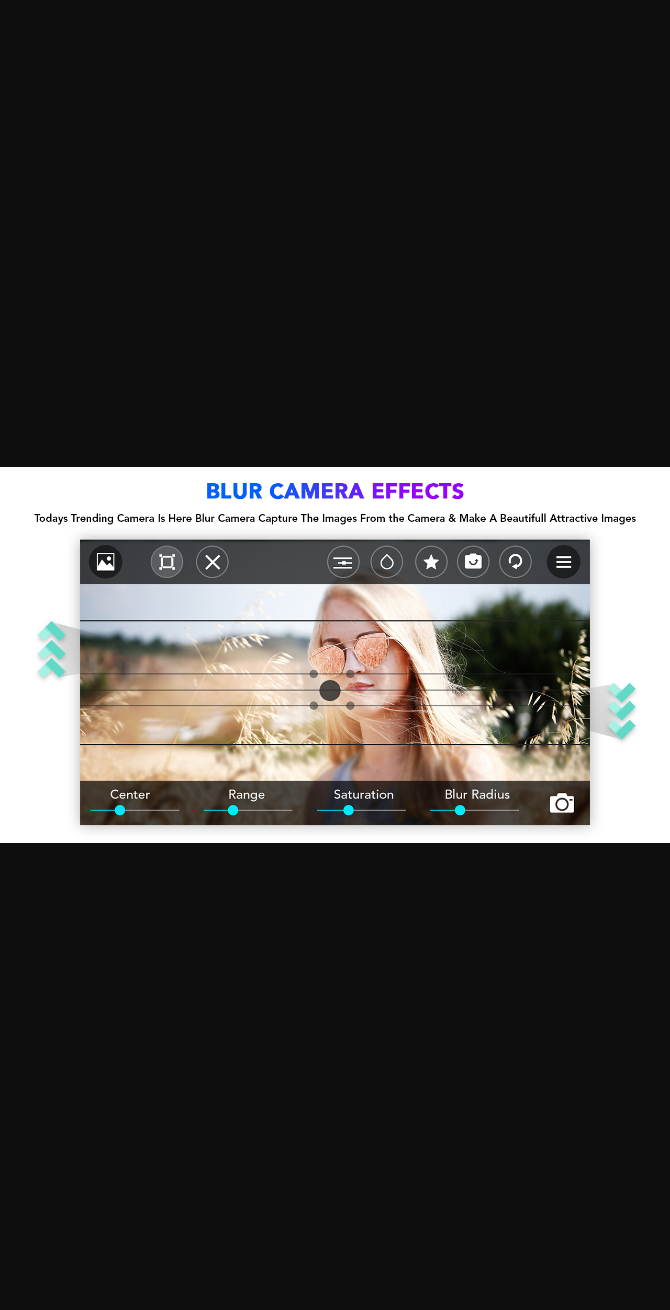 BLUR CAMERA EFFECTS
Todays Trending Camera Is Here Blur Camera Capture The Images From the Camera & Make A Beautifull Attractive Images
Center Range Saturation Blur Radius